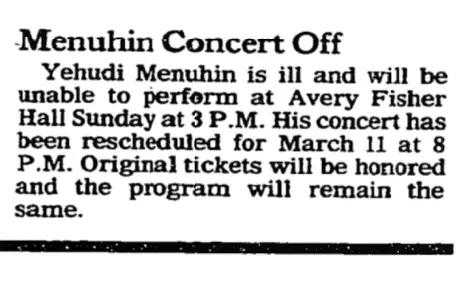 Menuhin Concert Off
Yehudi Menuhin is ill and will be
unable to perform at Avery Fisher
Hall Sunday at 3 P.M. His concert has
been rescheduled for March 11 at 8
P.M. Original tickets will be honored
and the program will remain the
same.